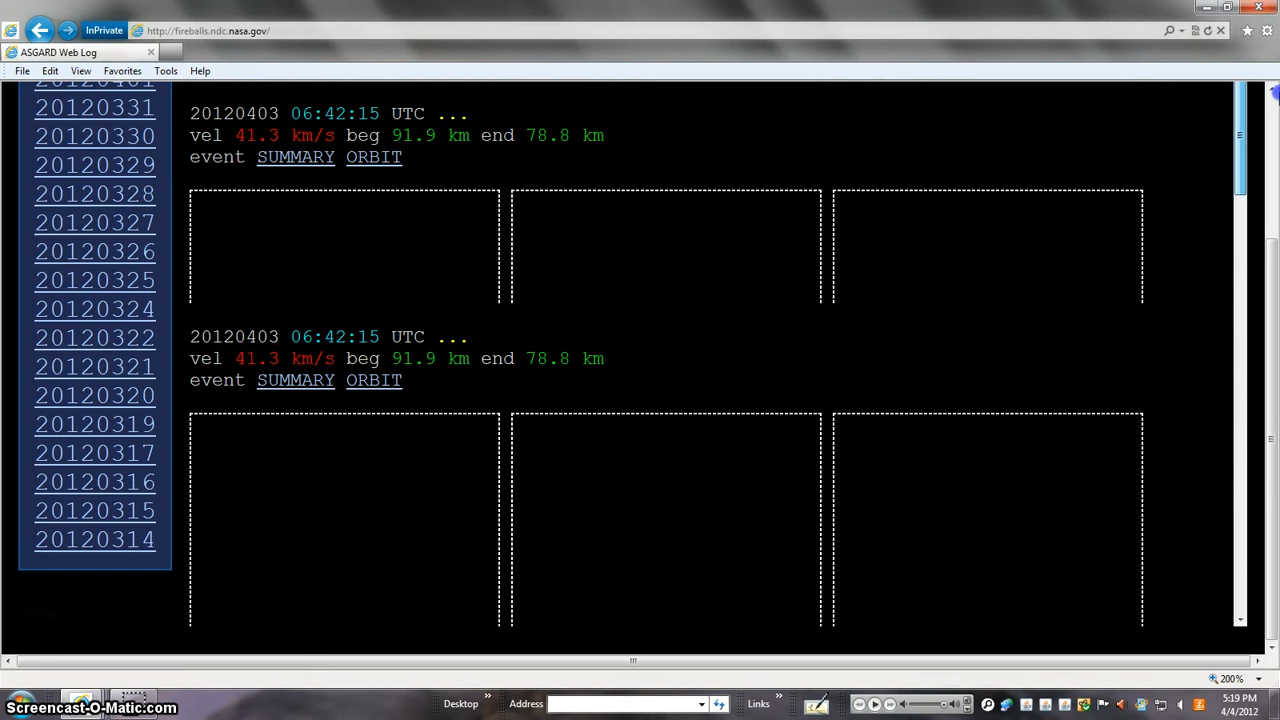 InPrivate
http://fireballs.ndc.nasa.gov/
ASGARD Web Log
File Edit View Favorites Tools Help
20120401
20120331
20120330
20120329
20120328
20120327
20120326
20120325
20120324
20120322
20120321
20120320
20120319
20120317
20120316
20120315
20120314
20120403 06:42:15 UTC ...
vel 41.3 km/s beg 91.9 km end 78.8 km
event SUMMARY ORBIT
20120403 06:42:15 UTC ...
vel 41.3 km/s beg 91.9 km end 78.8 km
event SUMMARY ORBIT
200%
Screencast-O-Matic.com
Desktop »
Address
Links »
5:19 PM
4/4/2012